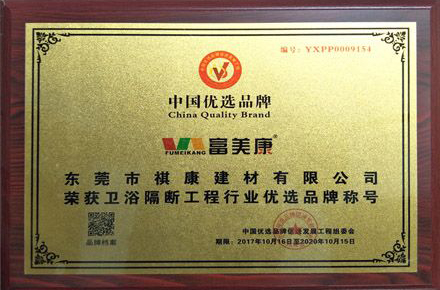 编号：YXPP0009154
中国优选品牌
China Quality Brand
FUMEIKANG 富美康
东莞市祺康建材有限公司
荣获卫浴隔断工程行业优选品牌称号
品牌档案
中国优选品牌促进发展工程组委会
期限：2017年10月16日至2020年10月15日